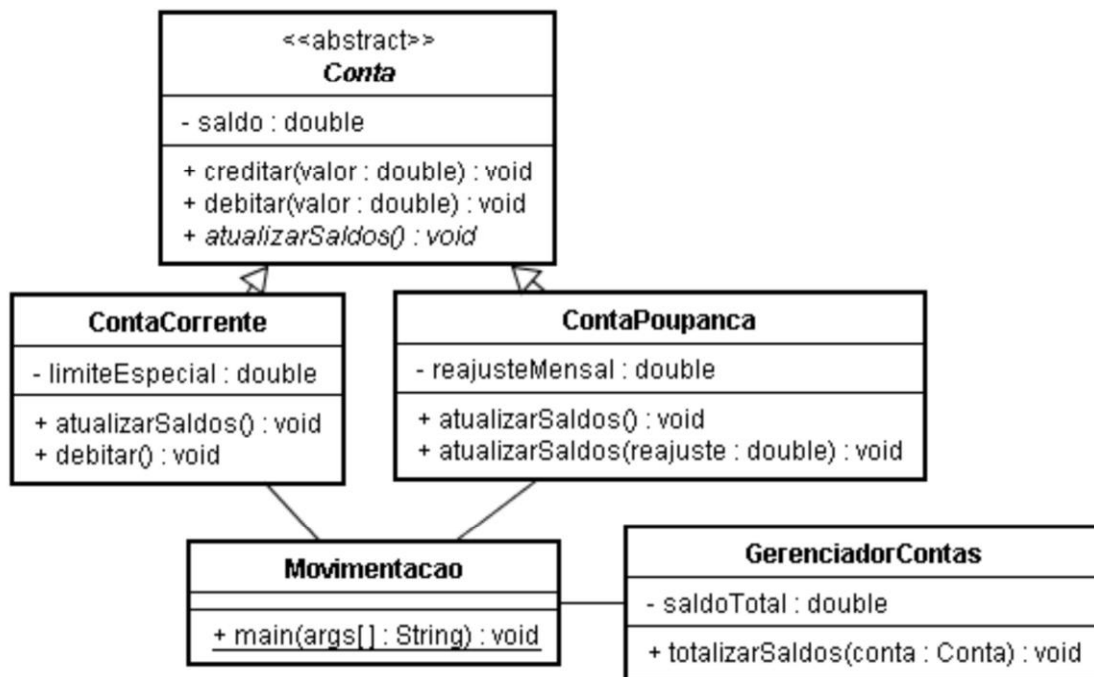 <<abstract>>
Conta
- saldo : double
+ creditar(valor : double) : void
+ debitar(valor : double) : void
+ atualizarSaldos() : void
ContaCorrente
- limiteEspecial : double
+ atualizarSaldos() : void
+ debitar() : void
ContaPoupanca
- reajusteMensal : double
+ atualizarSaldos() : void
+ atualizarSaldos(reajuste : double) : void
Movimentacao
+ main(args[] : String) : void
GerenciadorContas
- saldoTotal : double
+ totalizarSaldos(conta : Conta) : void